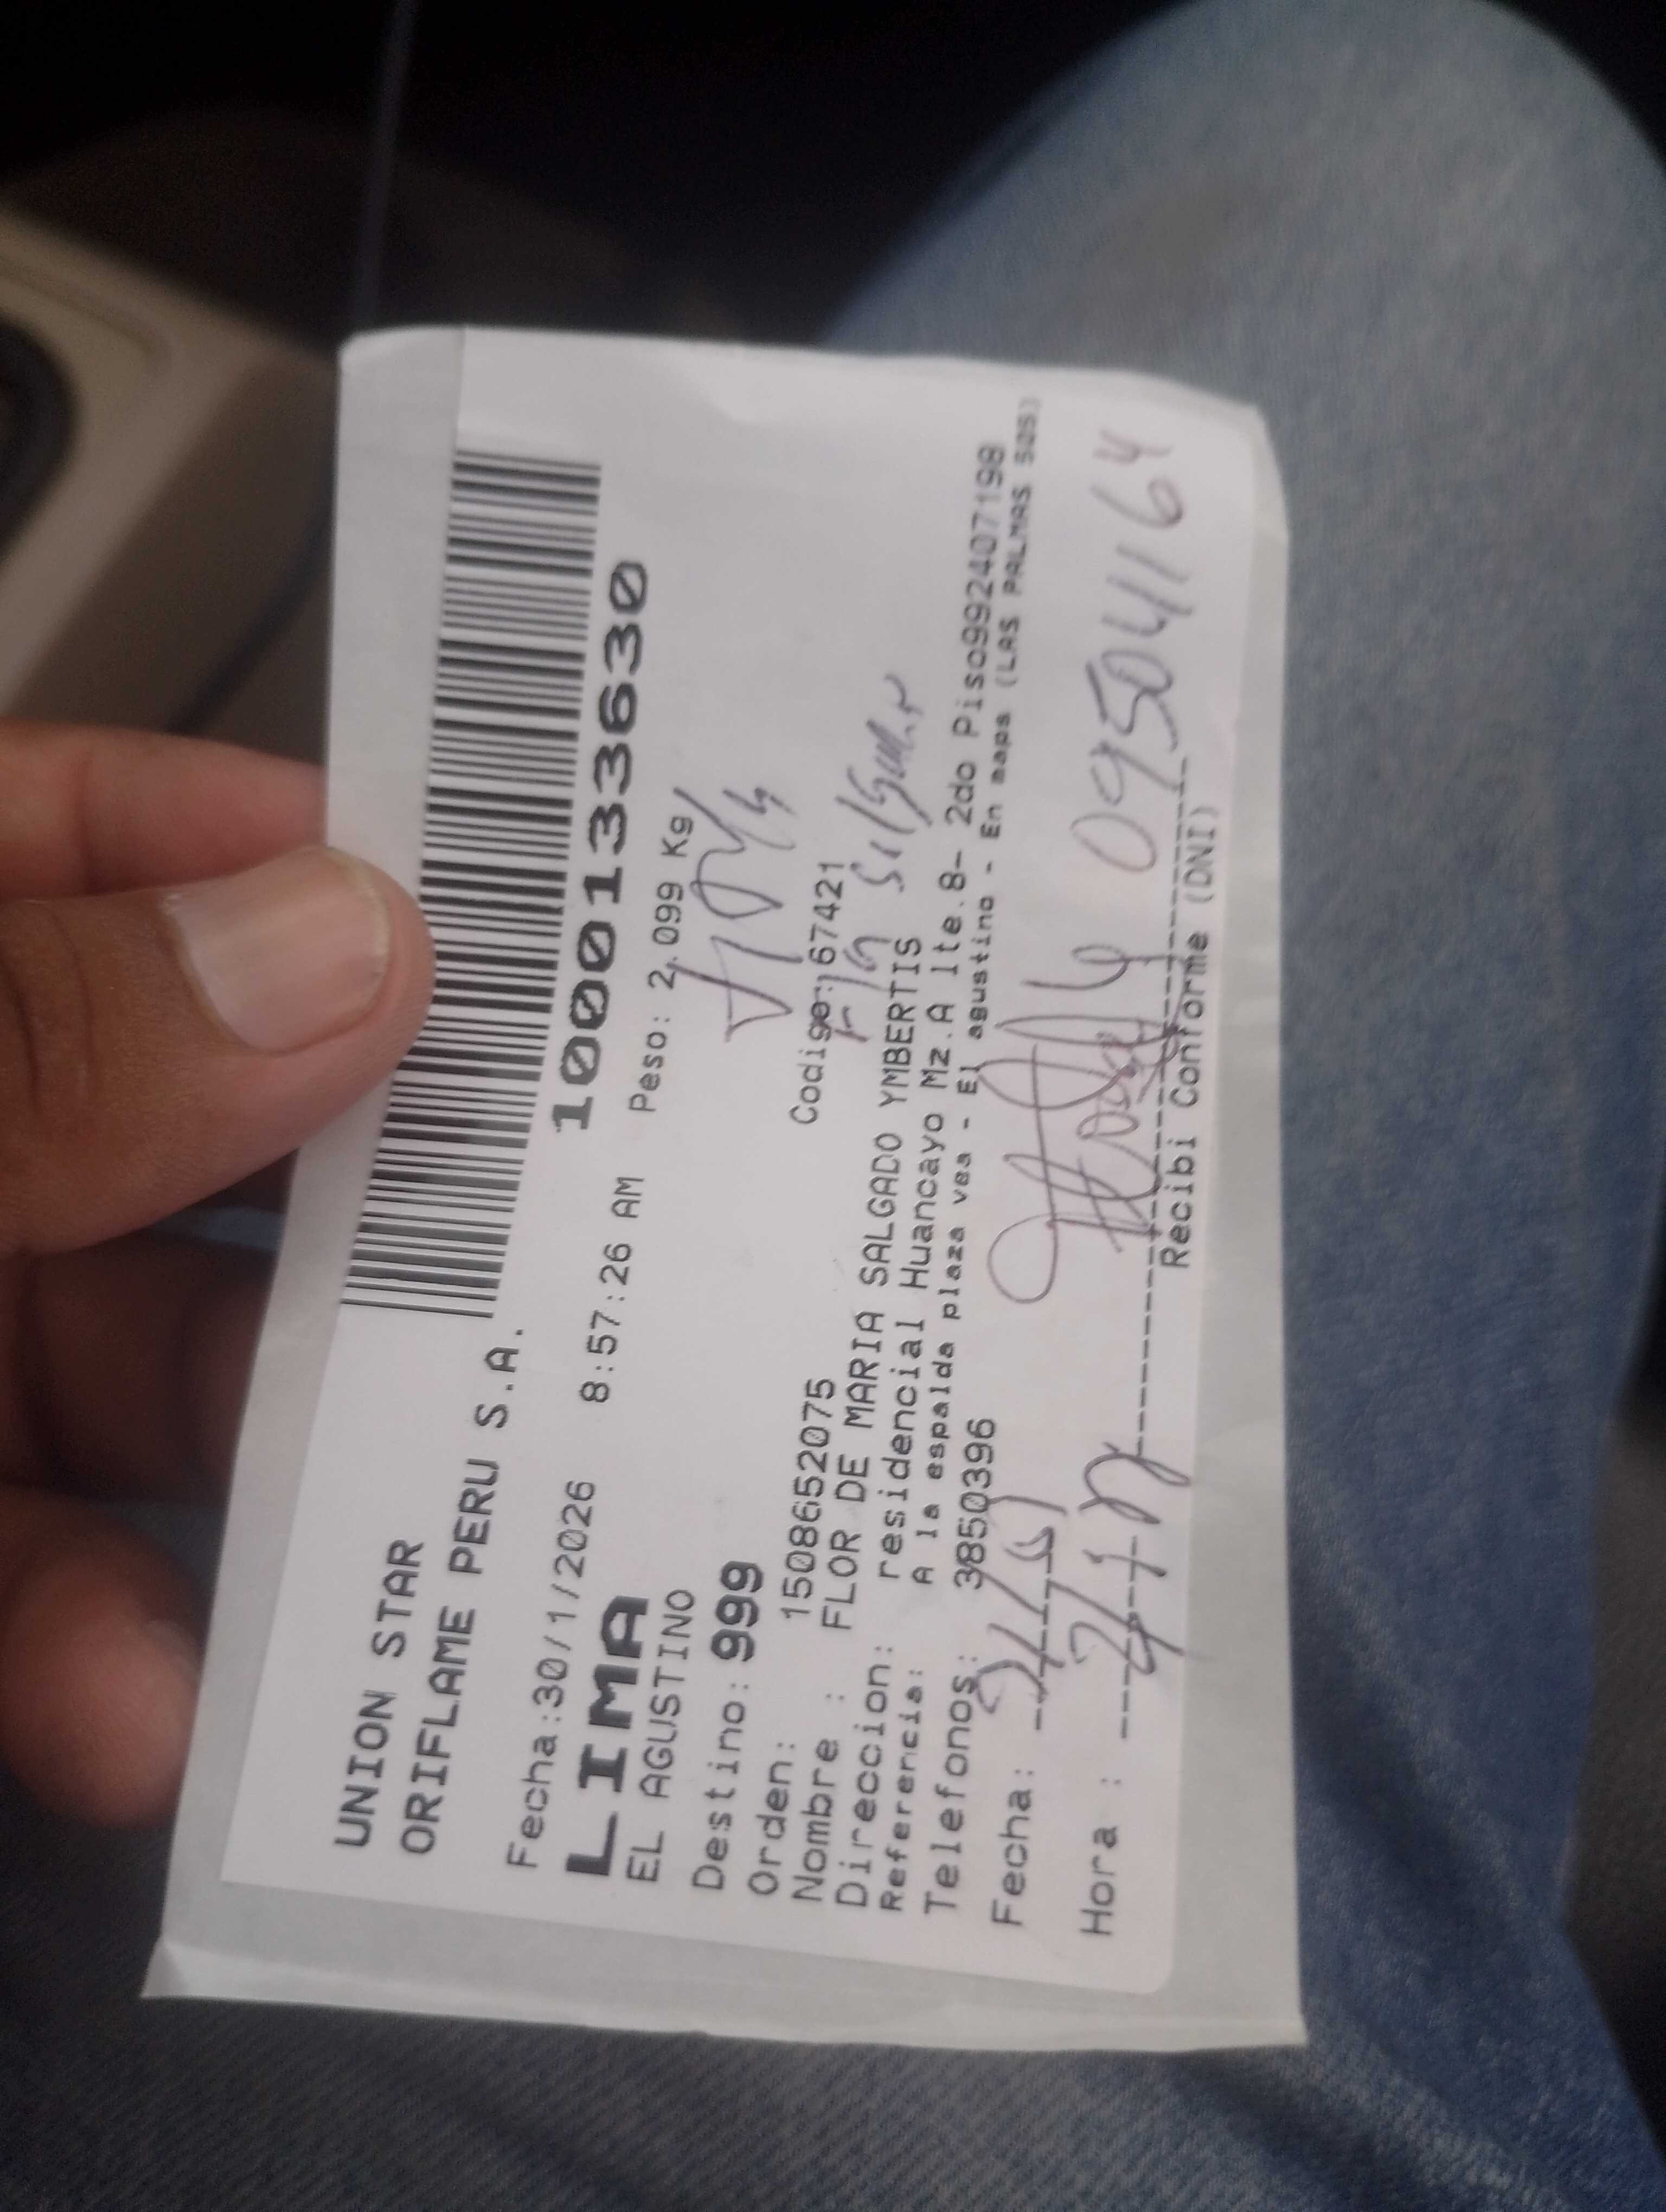 UNION STAR
ORIFLAME PERU S.A.
Fecha:30/1/2026 8:57:26 AM
1000133630
LIMA
Peso: 2.099 Kg
EL AGUSTINO
Destino: 999
Orden: 1508652075 Codigo: 67421
Nombre : FLOR DE MARIA SALGADO YMBERTIS
Direccion: residencial Huancayo Mz.A lte.8- 2do Piso992407198
Referencia: A la espalda plaza vea - El agustino - En maps (LAS PALMAS 505)
Telefonos: 3850396
Fecha:
Hora :
09504164
Recibi Conforme (DNI)